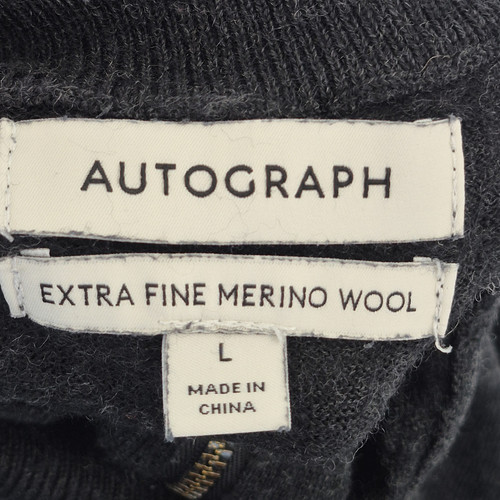 AUTOGRAPH
EXTRA FINE MERINO WOOL
L
MADE IN
CHINA